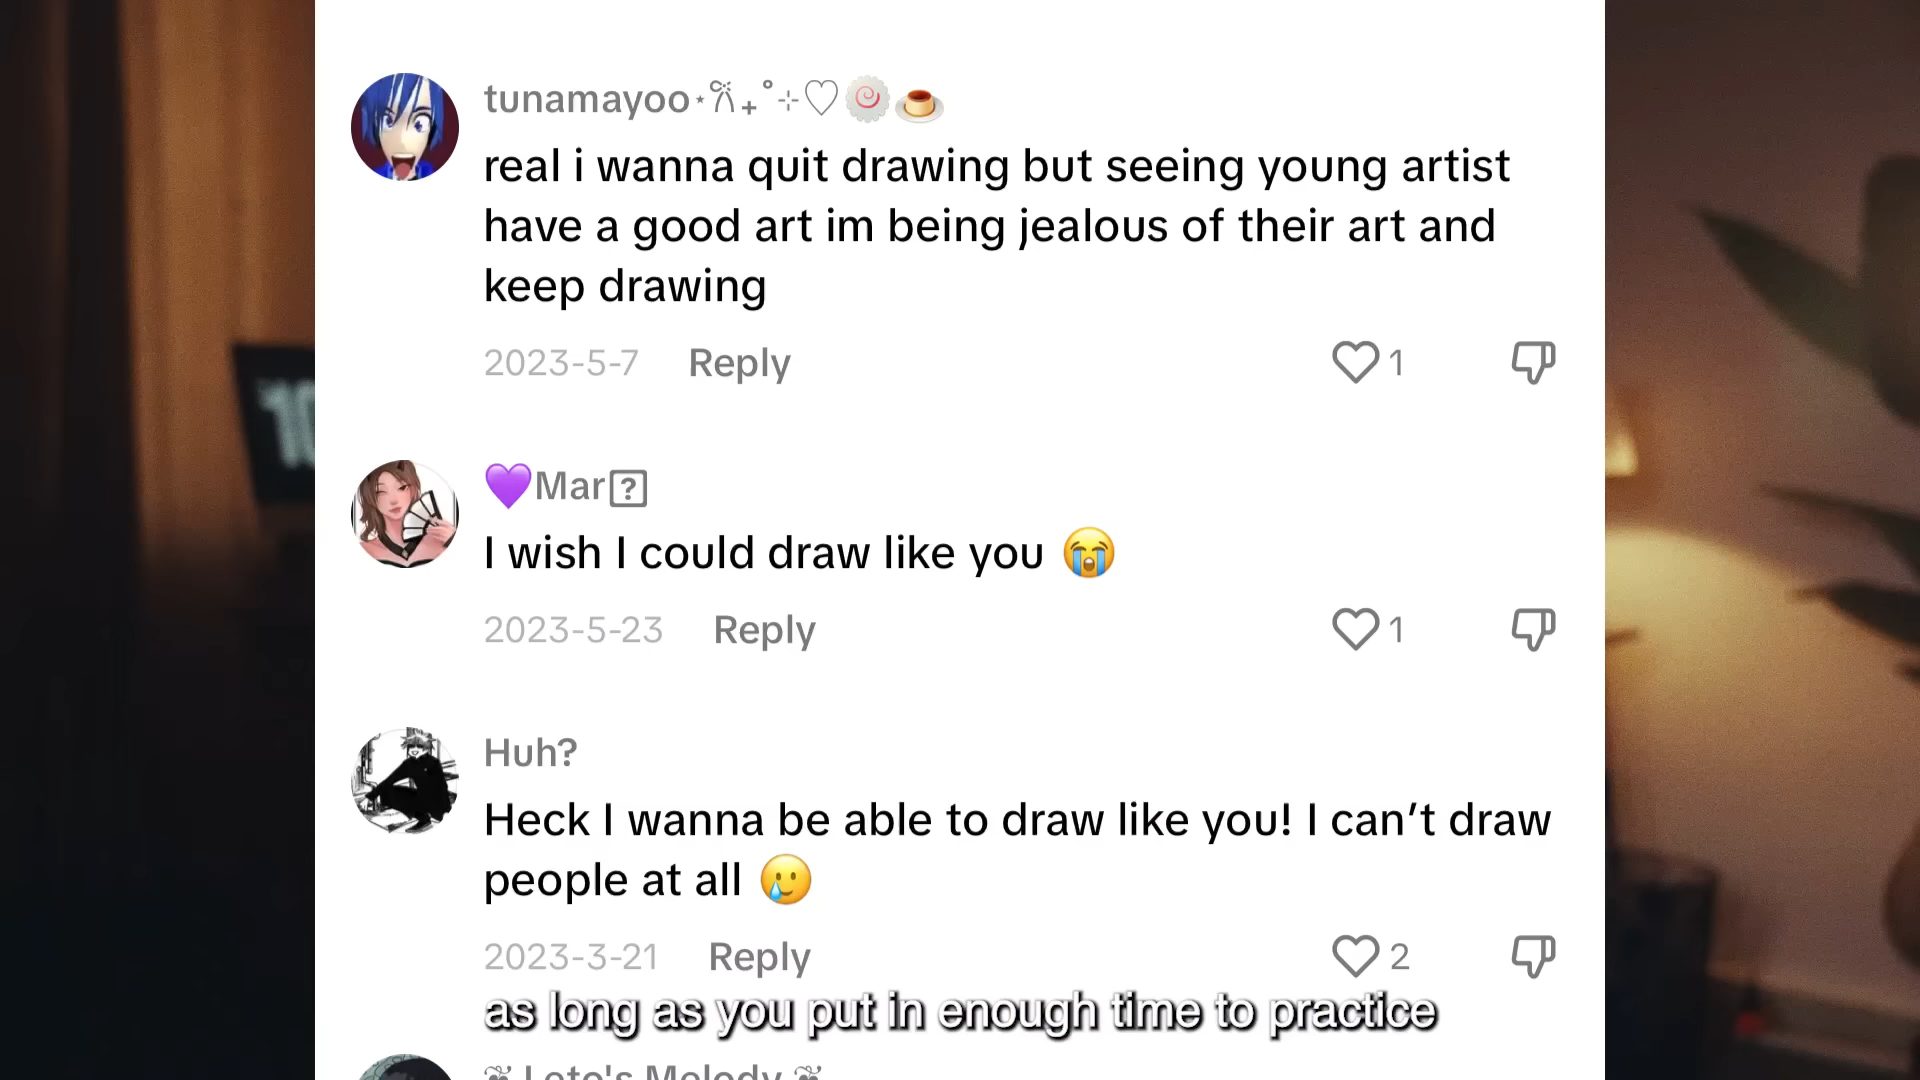 tunamayoo
real i wanna quit drawing but seeing young artist
have a good art im being jealous of their art and
keep drawing
2023-5-7 Reply 1
10
💜Mar
I wish I could draw like you 😭
2023-5-23 Reply 1
Huh?
Heck I wanna be able to draw like you! I can’t draw
people at all 🥲
2023-3-21 Reply 2
as long as you put in enough time to practice
Leto's Melody